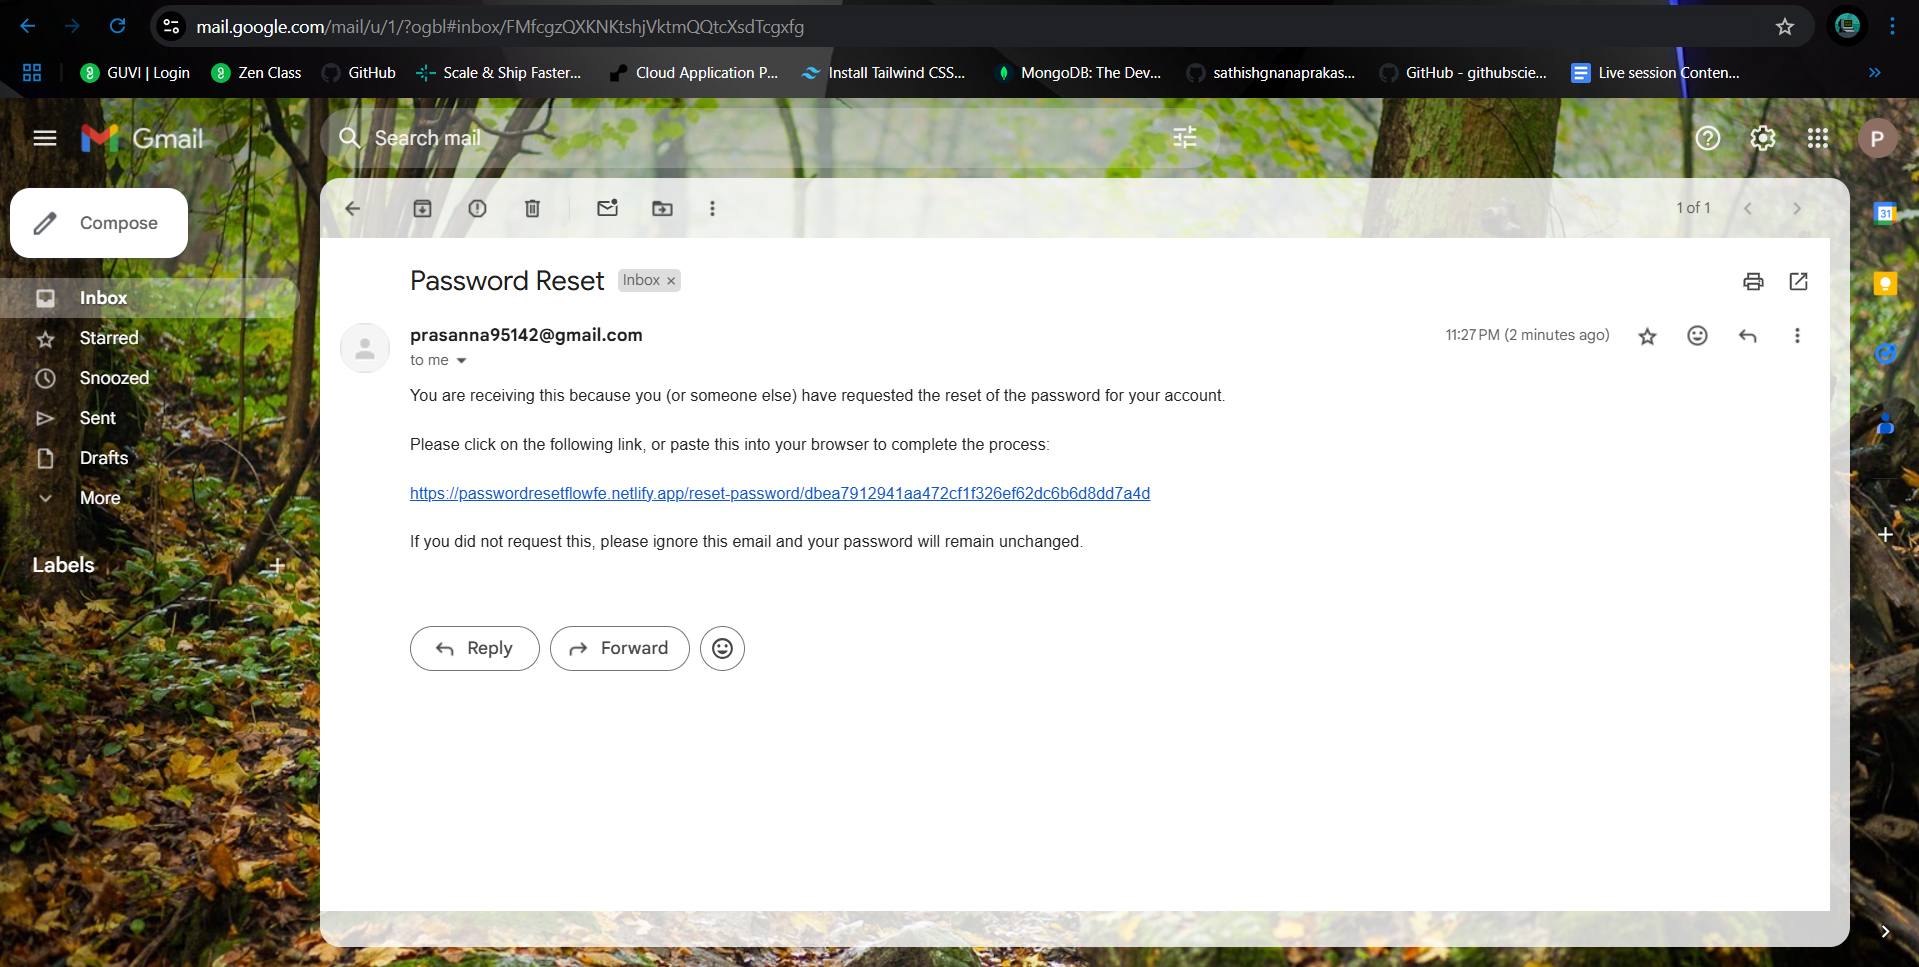 mail.google.com/mail/u/1/?ogbl#inbox/FMfcgzQXKNKtshjVktmQQtcXsdTcgxfg
GUVI | Login
Zen Class
GitHub
Scale & Ship Faster...
Cloud Application P...
Install Tailwind CSS...
MongoDB: The Dev...
sathishgnanaprakas...
GitHub - githubscie...
Live session Conten...
Gmail
Search mail
P
Compose
1 of 1
31
Inbox
Starred
Snoozed
Sent
Drafts
More
Labels
Password Reset
Inbox ×
prasanna95142@gmail.com
11:27 PM (2 minutes ago)
to me
You are receiving this because you (or someone else) have requested the reset of the password for your account.
Please click on the following link, or paste this into your browser to complete the process:
https://passwordresetflowfe.netlify.app/reset-password/dbea7912941aa472cf1f326ef62dc6b6d8dd7a4d
If you did not request this, please ignore this email and your password will remain unchanged.
Reply
Forward